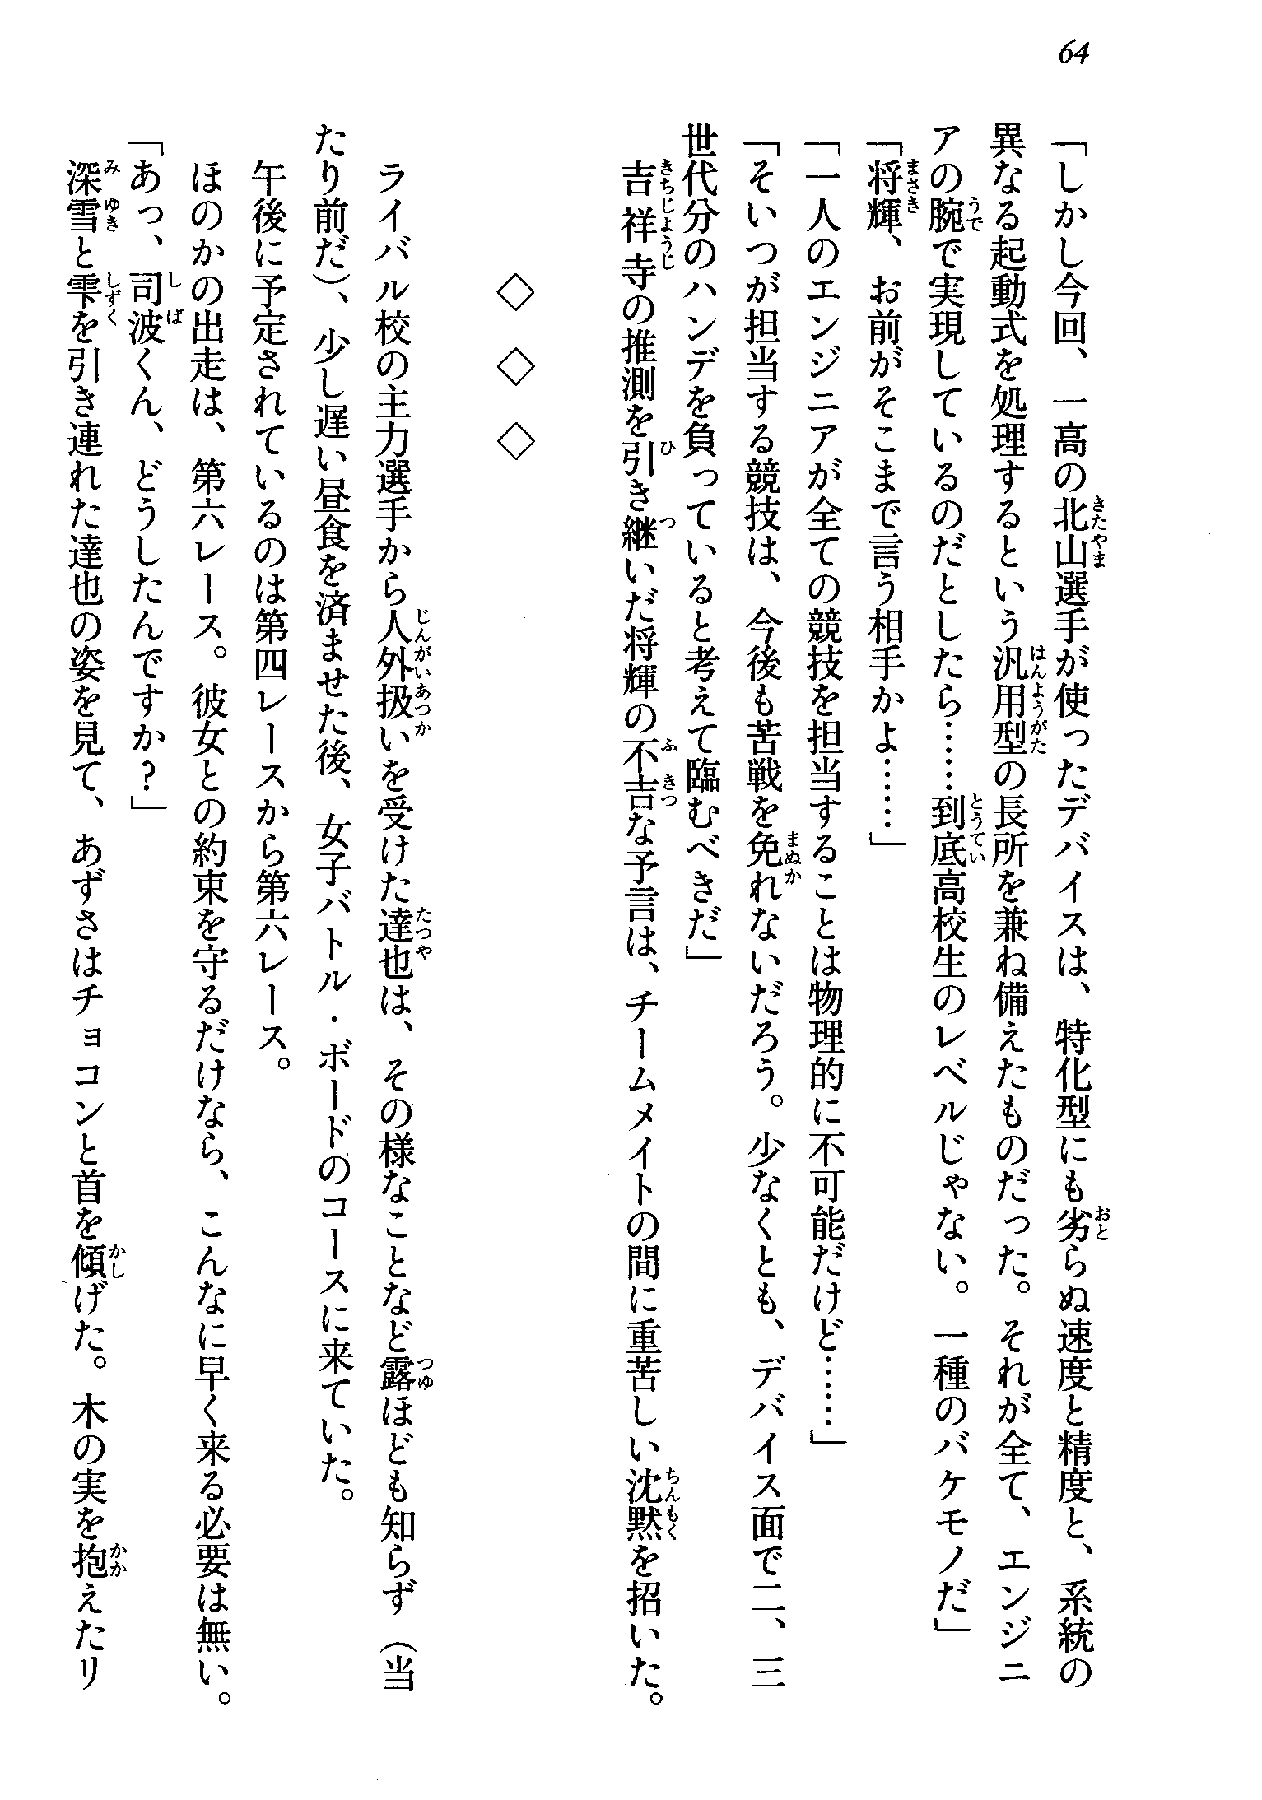 64
「しかし今回、一高の北山選手が使ったデバイスは、特化型にも劣らぬ速度と精度と、系統の
異なる起動式を処理するという汎用型の長所を兼ね備えたものだった。それが全て、エンジニ
アの腕で実現しているのだとしたら……到底高校生のレベルじゃない。一種のバケモノだ」
「将輝、お前がそこまで言う相手かよ……」
「一人のエンジニアが全ての競技を担当することは物理的に不可能だけど……」
「そいつが担当する競技は、今後も苦戦を免れないだろう。少なくとも、デバイス面で二、三
世代分のハンデを負っていると考えて臨むべきだ」
吉祥寺の推測を引き継いだ将輝の不吉な予言は、チームメイトの間に重苦しい沈黙を招いた。
◇ ◇ ◇
ライバル校の主力選手から人外扱いを受けた達也は、その様なことなど露ほども知らず（当
たり前だ）、少し遅い昼食を済ませた後、女子バトル・ボードのコースに来ていた。
午後に予定されているのは第四レースから第六レース。
ほのかの出走は、第六レース。彼女との約束を守るだけなら、こんなに早く来る必要は無い。
「あっ、司波くん、どうしたんですか？」
深雪と雫を引き連れた達也の姿を見て、あずさはチョコンと首を傾げた。木の実を抱えたリ